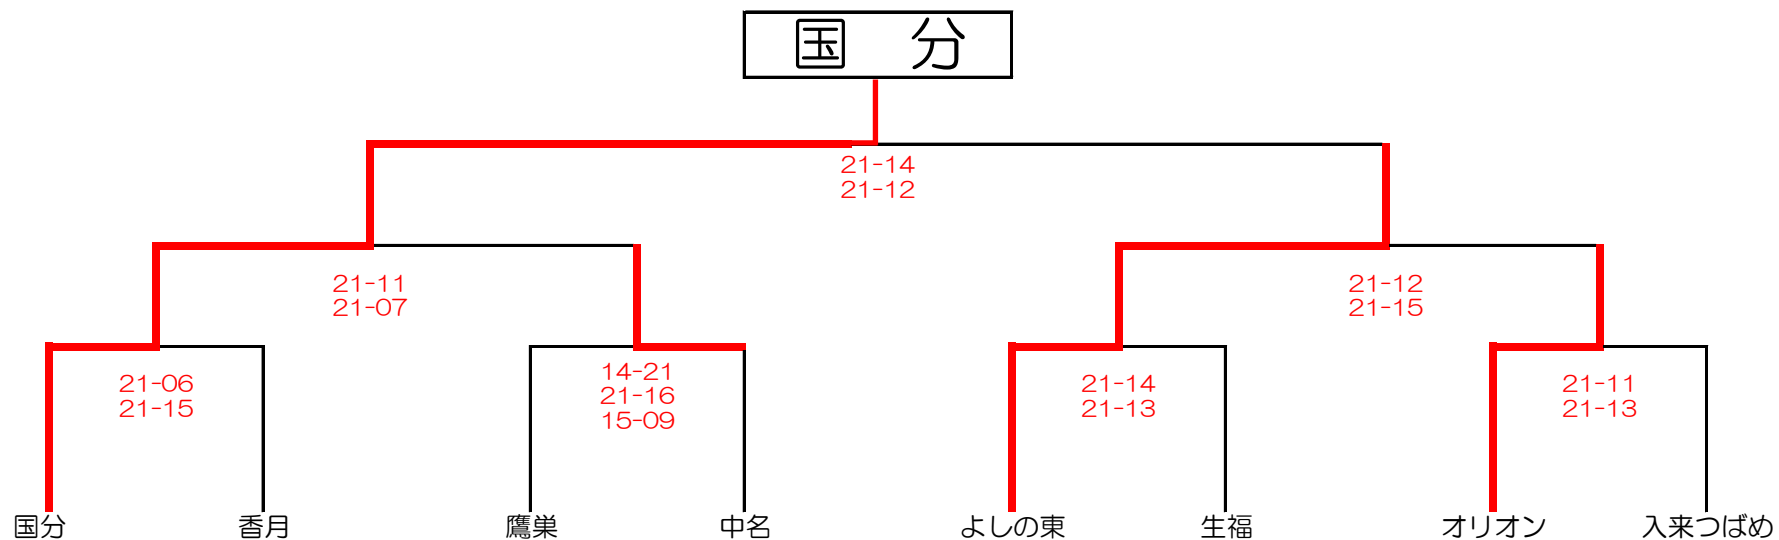 国　分
21-14
21-12
21-11
21-07
21-12
21-15
21-06
21-15
14-21
21-16
15-09
21-14
21-13
21-11
21-13
国分
香月
鷹巣
中名
よしの東
生福
オリオン
入来つばめ